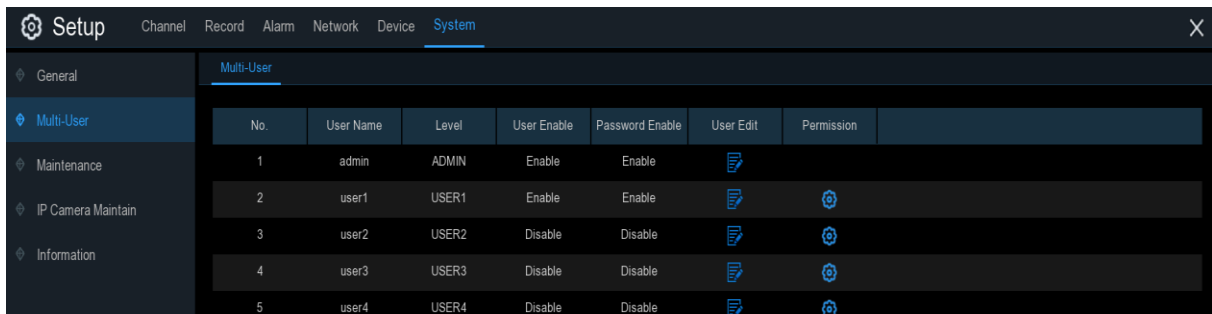 Setup Channel Record Alarm Network Device System X
General
Multi-User
Maintenance
IP Camera Maintain
Information
Multi-User
No. User Name Level User Enable Password Enable User Edit Permission
1 admin ADMIN Enable Enable
2 user1 USER1 Enable Enable
3 user2 USER2 Disable Disable
4 user3 USER3 Disable Disable
5 user4 USER4 Disable Disable